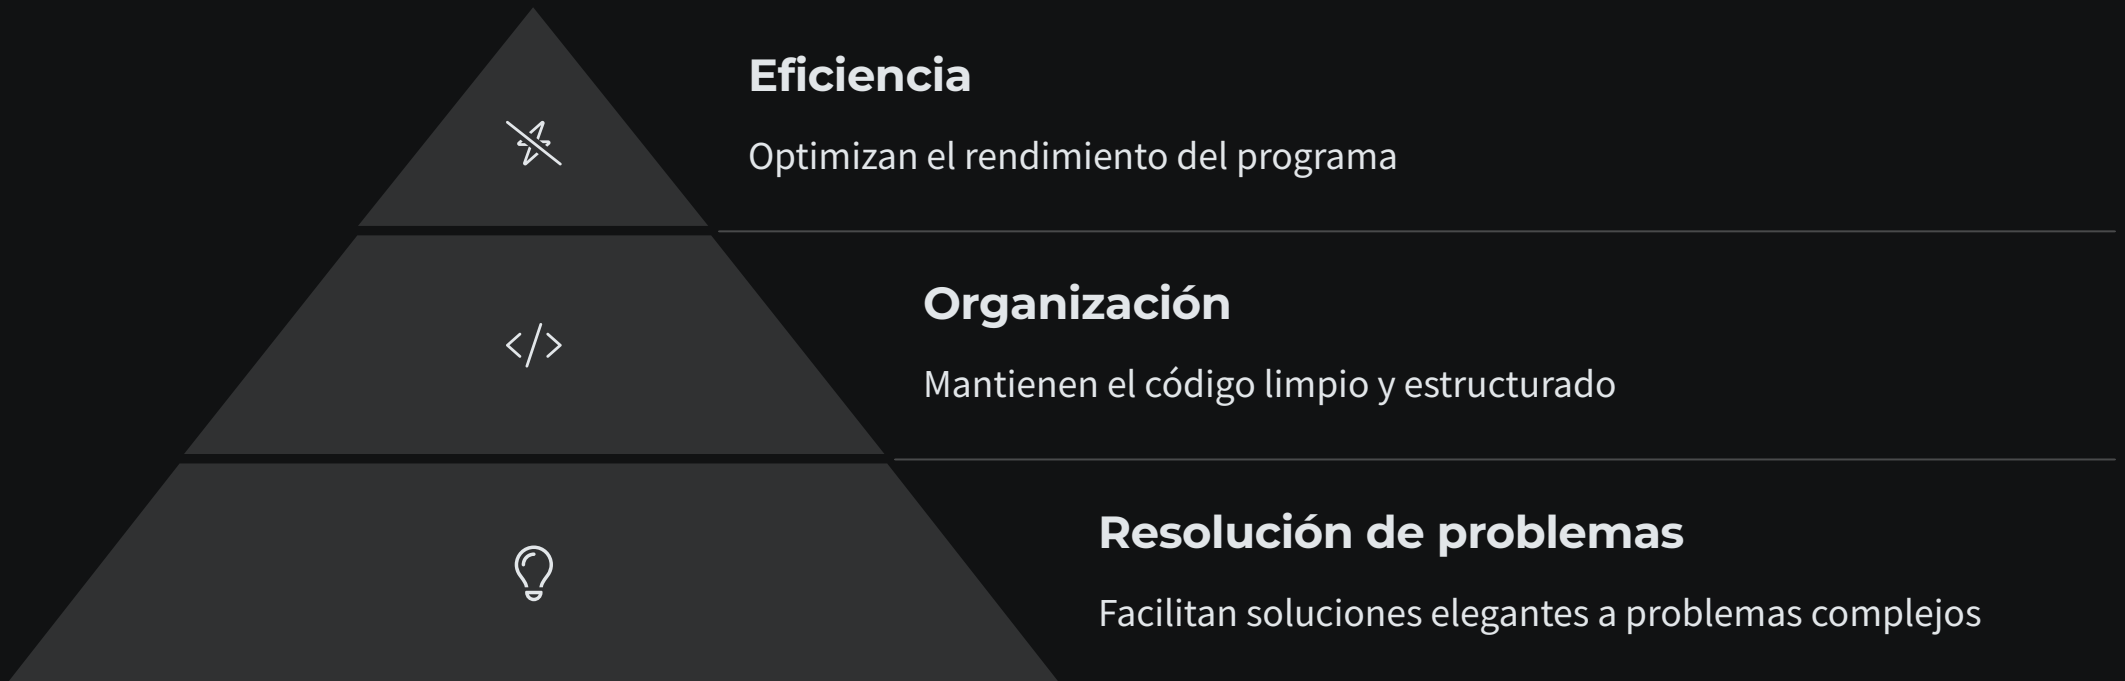 Eficiencia
Optimizan el rendimiento del programa
Organización
Mantienen el código limpio y estructurado
Resolución de problemas
Facilitan soluciones elegantes a problemas complejos